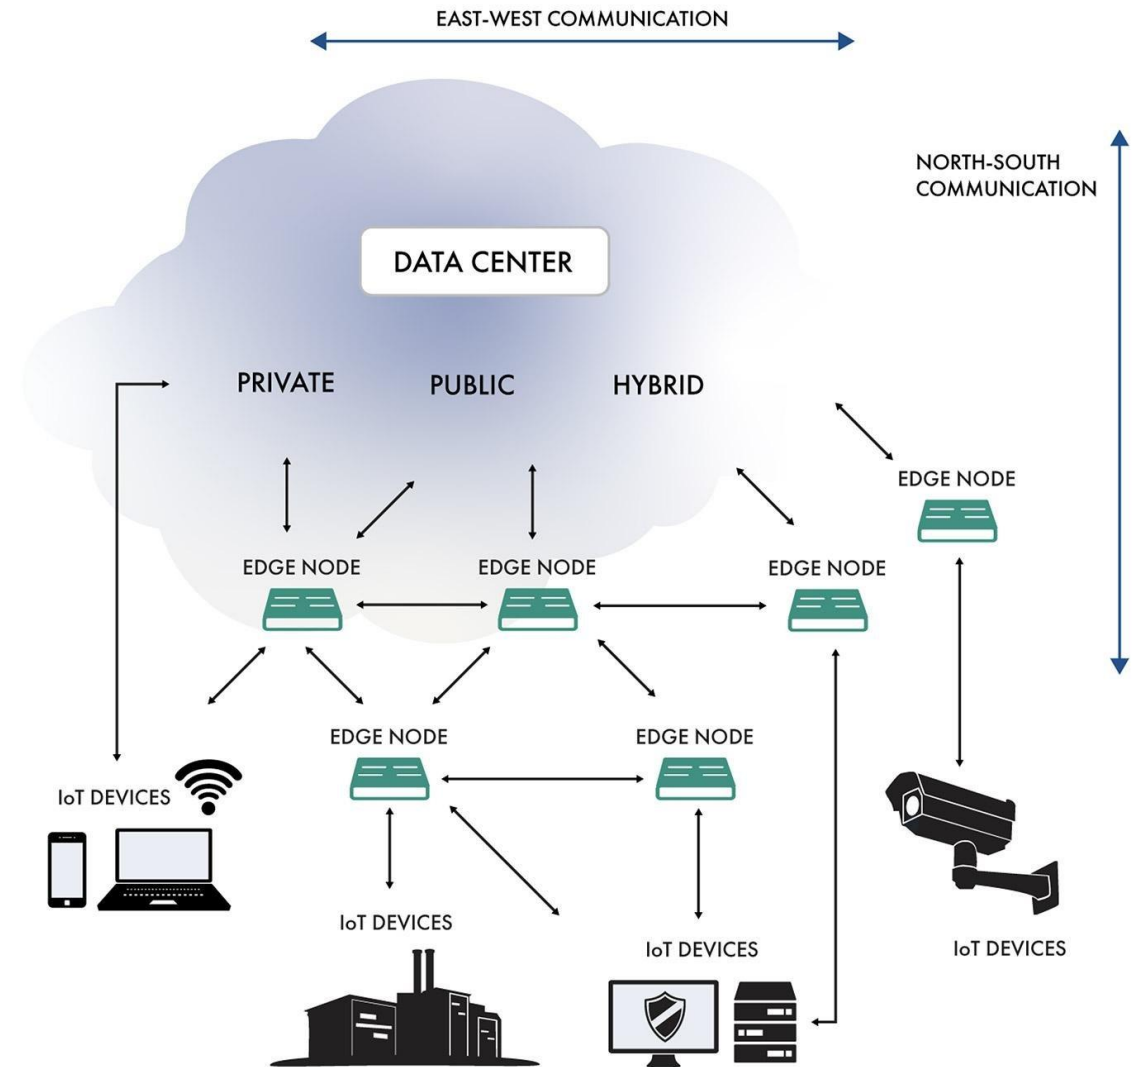 EAST-WEST COMMUNICATION
NORTH-SOUTH
COMMUNICATION
DATA CENTER
PRIVATE
PUBLIC
HYBRID
EDGE NODE
EDGE NODE
EDGE NODE
EDGE NODE
EDGE NODE
EDGE NODE
IoT DEVICES
IoT DEVICES
IoT DEVICES
IoT DEVICES